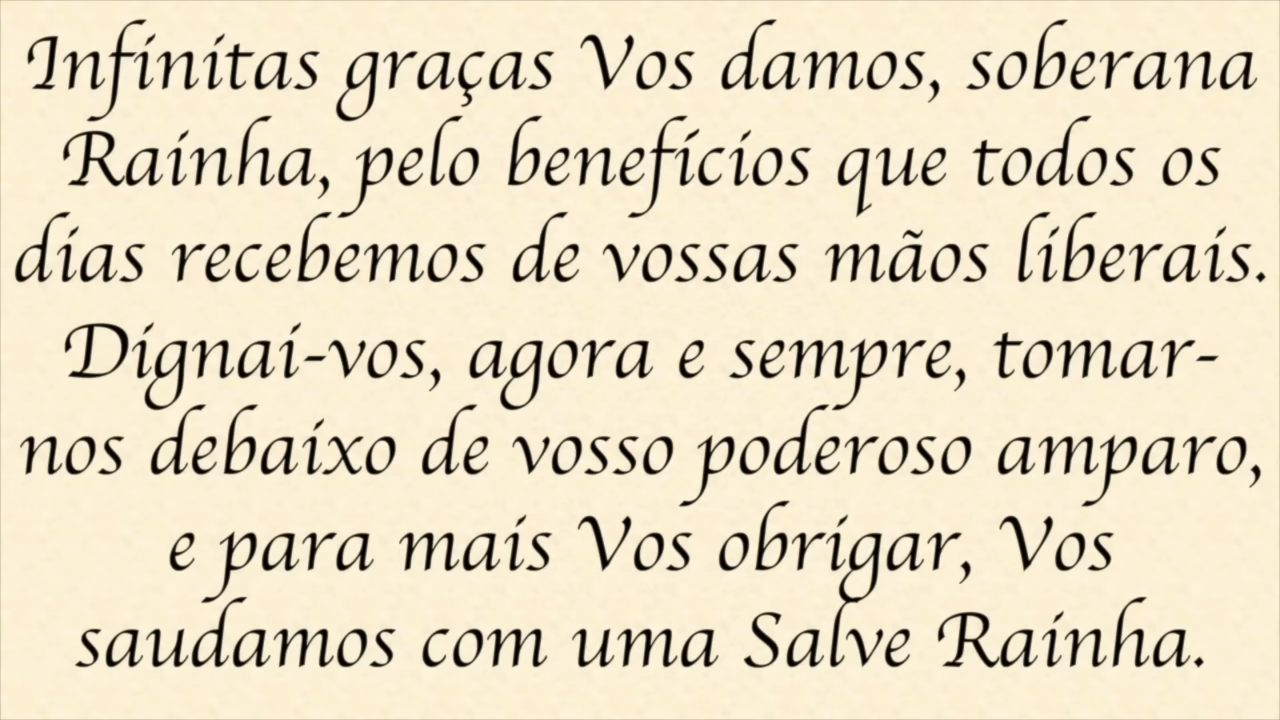 Infinitas graças Vos damos, soberana
Rainha, pelo benefícios que todos os
dias recebemos de vossas mãos liberais.
Dignai-vos, agora e sempre, tomar-
nos debaixo de vosso poderoso amparo,
e para mais Vos obrigar, Vos
saudamos com uma Salve Rainha.